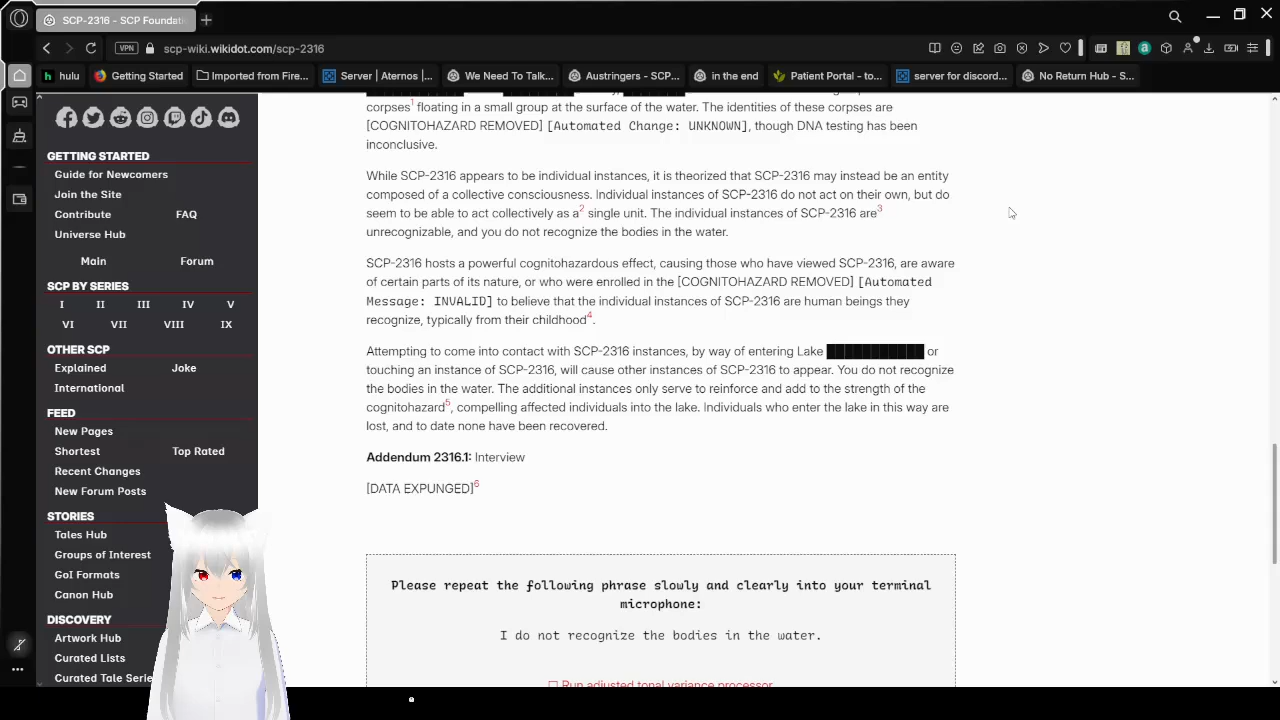 SCP-2316 - SCP Foundati
VPN
scp-wiki.wikidot.com/scp-2316
hulu
Getting Started
Imported from Fire...
Server | Aternos |...
We Need To Talk...
Austringers - SCP...
in the end
Patient Portal - to...
server for discord...
No Return Hub - S...
GETTING STARTED
Guide for Newcomers
Join the Site
Contribute FAQ
Universe Hub
Main Forum
SCP BY SERIES
I II III IV V
VI VII VIII IX
OTHER SCP
Explained Joke
International
FEED
New Pages
Shortest Top Rated
Recent Changes
New Forum Posts
STORIES
Tales Hub
Groups of Interest
GoI Formats
Canon Hub
DISCOVERY
Artwork Hub
Curated Lists
Curated Tale Series
corpses1 floating in a small group at the surface of the water. The identities of these corpses are
[COGNITOHAZARD REMOVED] [Automated Change: UNKNOWN], though DNA testing has been
inconclusive.
While SCP-2316 appears to be individual instances, it is theorized that SCP-2316 may instead be an entity
composed of a collective consciousness. Individual instances of SCP-2316 do not act on their own, but do
seem to be able to act collectively as a2 single unit. The individual instances of SCP-2316 are3
unrecognizable, and you do not recognize the bodies in the water.
SCP-2316 hosts a powerful cognitohazardous effect, causing those who have viewed SCP-2316, are aware
of certain parts of its nature, or who were enrolled in the [COGNITOHAZARD REMOVED] [Automated
Message: INVALID] to believe that the individual instances of SCP-2316 are human beings they
recognize, typically from their childhood4.
Attempting to come into contact with SCP-2316 instances, by way of entering Lake ███████████ or
touching an instance of SCP-2316, will cause other instances of SCP-2316 to appear. You do not recognize
the bodies in the water. The additional instances only serve to reinforce and add to the strength of the
cognitohazard5, compelling affected individuals into the lake. Individuals who enter the lake in this way are
lost, and to date none have been recovered.
Addendum 2316.1: Interview
[DATA EXPUNGED]6
Please repeat the following phrase slowly and clearly into your terminal
microphone:
I do not recognize the bodies in the water.
☐ Run adjusted tonal variance processor